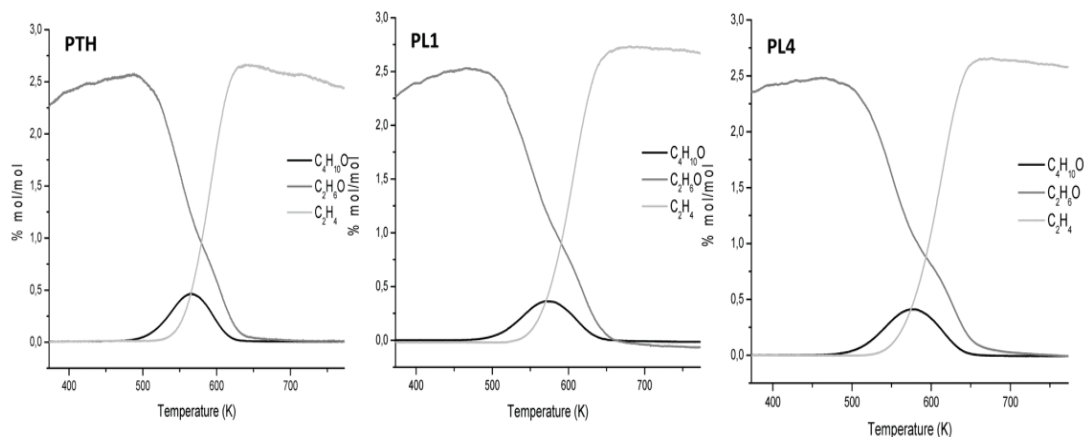 PTH
3,0
2,5
2,0
1,5
1,0
0,5
0,0
% mol/mol
C₄H₁₀O
C₂H₆O
C₂H₄
400
500
600
700
Temperature (K)
PL1
3,0
2,5
2,0
1,5
1,0
0,5
0,0
% mol/mol
C₄H₁₀O
C₂H₆O
C₂H₄
400
500
600
700
Temperature (K)
PL4
3,0
2,5
2,0
1,5
1,0
0,5
0,0
% mol/mol
C₄H₁₀O
C₂H₆O
C₂H₄
400
500
600
700
Temperature (K)